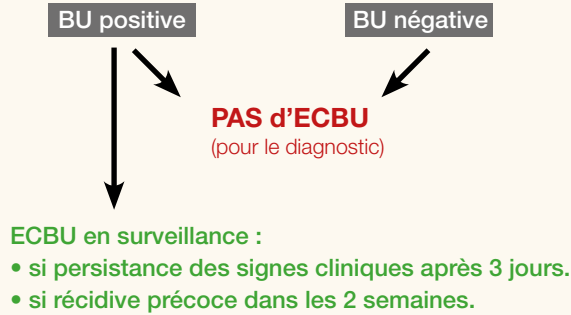 BU positive
BU négative
PAS d'ECBU
(pour le diagnostic)
ECBU en surveillance :
• si persistance des signes cliniques après 3 jours.
• si récidive précoce dans les 2 semaines.